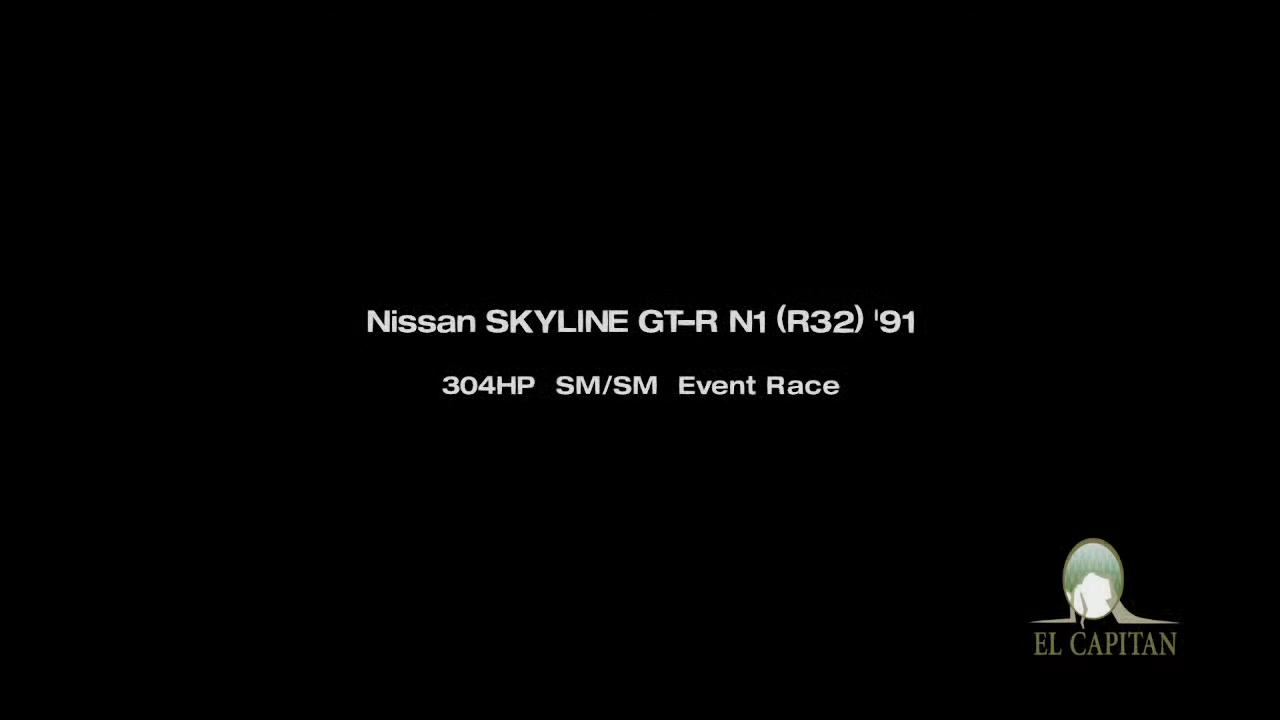 Nissan SKYLINE GT-R N1 (R32) '91
304HP SM/SM Event Race
EL CAPITAN